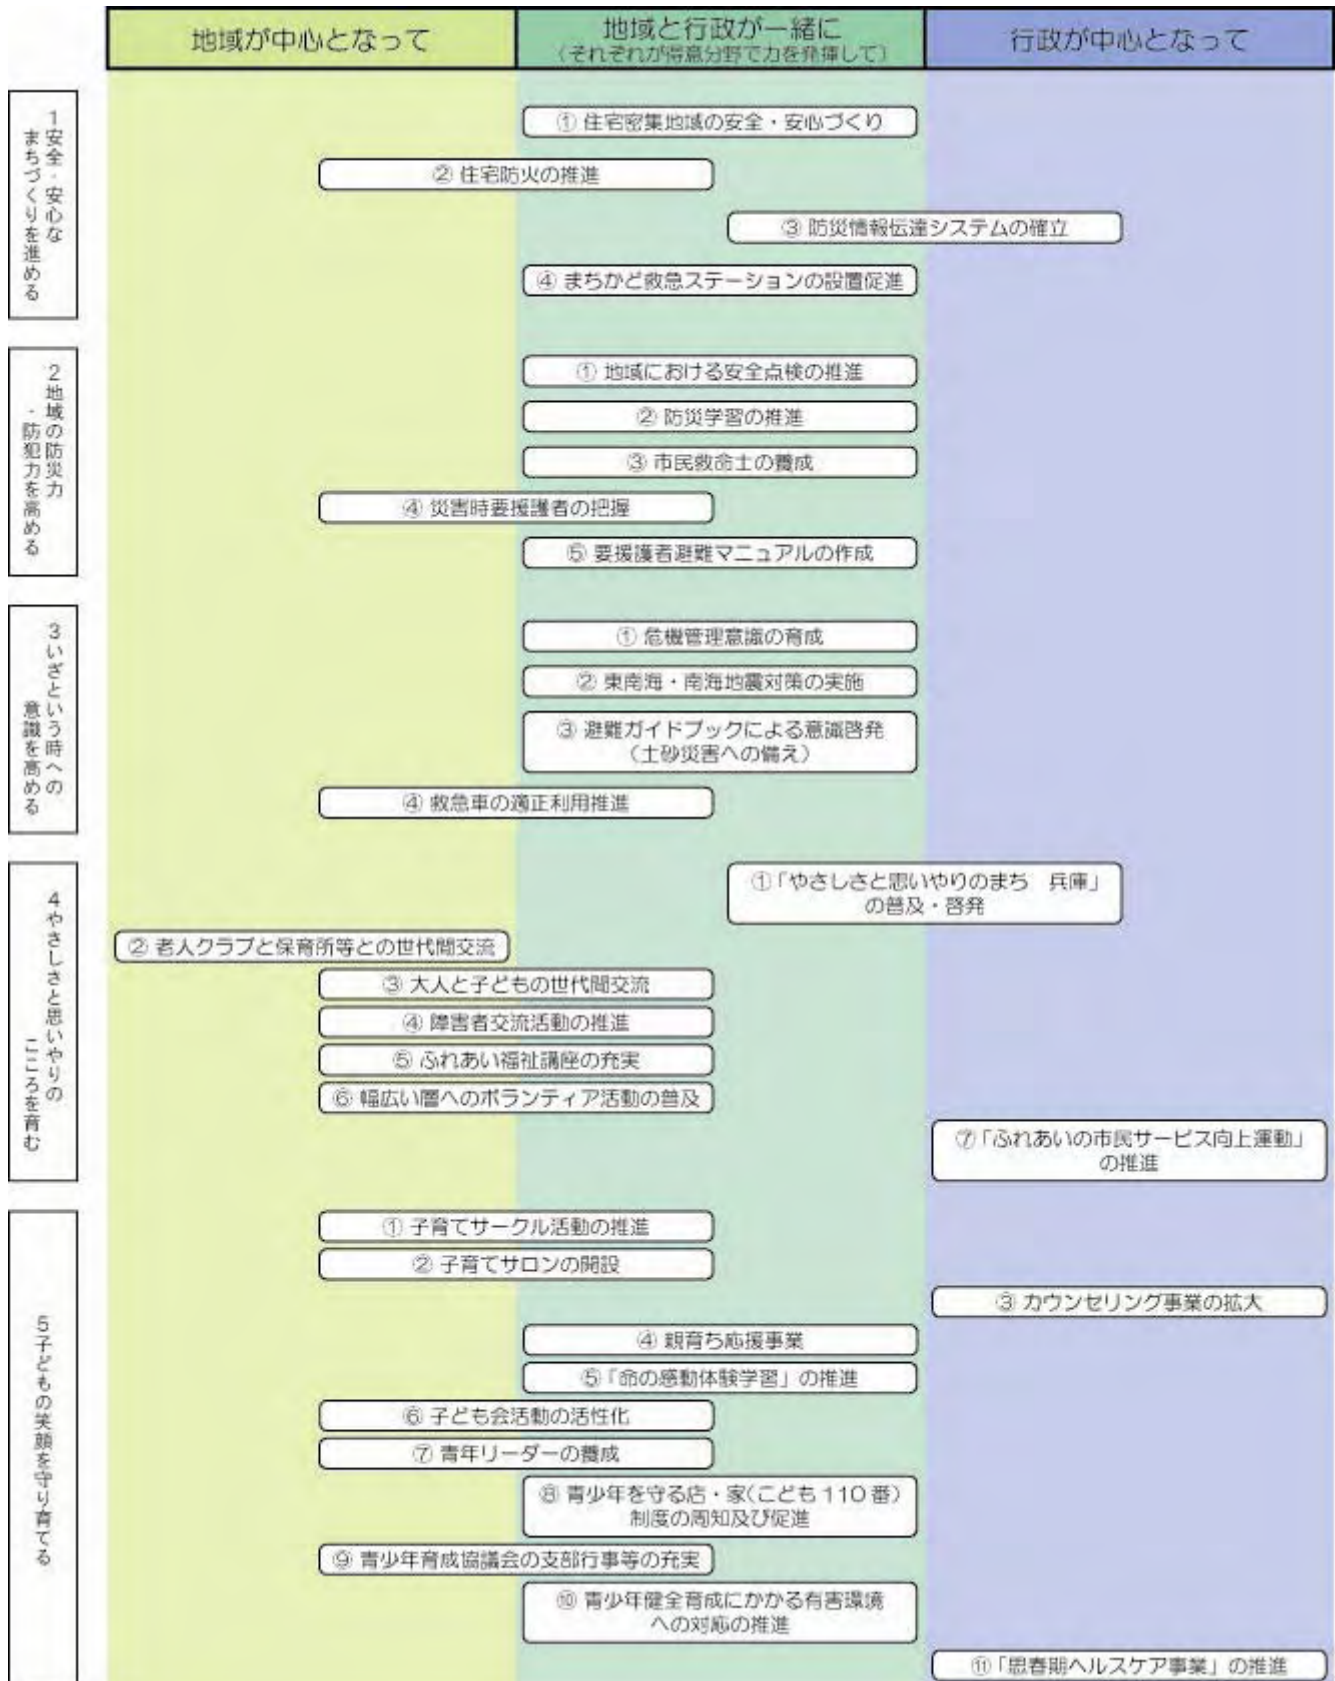 地域が中心となって
地域と行政が一緒に
(それぞれが得意分野で力を発揮して)
行政が中心となって
1安全・安心な
まちづくりを進める
① 住宅密集地域の安全・安心づくり
② 住宅防火の推進
③ 防災情報伝達システムの確立
④ まちかど救急ステーションの設置促進
2地域の防災力
・防犯力を高める
① 地域における安全点検の推進
② 防災学習の推進
③ 市民救命士の養成
④ 災害時要援護者の把握
⑤ 要援護者避難マニュアルの作成
3いざという時への
意識を高める
① 危機管理意識の育成
② 東南海・南海地震対策の実施
③ 避難ガイドブックによる意識啓発
(土砂災害への備え)
④ 救急車の適正利用推進
4やさしさと思いやりの
こころを育む
①「やさしさと思いやりのまち 兵庫」
の普及・啓発
② 老人クラブと保育所等との世代間交流
③ 大人と子どもの世代間交流
④ 障害者交流活動の推進
⑤ ふれあい福祉講座の充実
⑥ 幅広い層へのボランティア活動の普及
⑦「ふれあいの市民サービス向上運動」
の推進
5子どもの笑顔を守り育てる
① 子育てサークル活動の推進
② 子育てサロンの開設
③ カウンセリング事業の拡大
④ 親育ち応援事業
⑤「命の感動体験学習」の推進
⑥ 子ども会活動の活性化
⑦ 青年リーダーの養成
⑧ 青少年を守る店・家(こども110番)
制度の周知及び促進
⑨ 青少年育成協議会の支部行事等の充実
⑩ 青少年健全育成にかかる有害環境
への対応の推進
⑪「思春期ヘルスケア事業」の推進